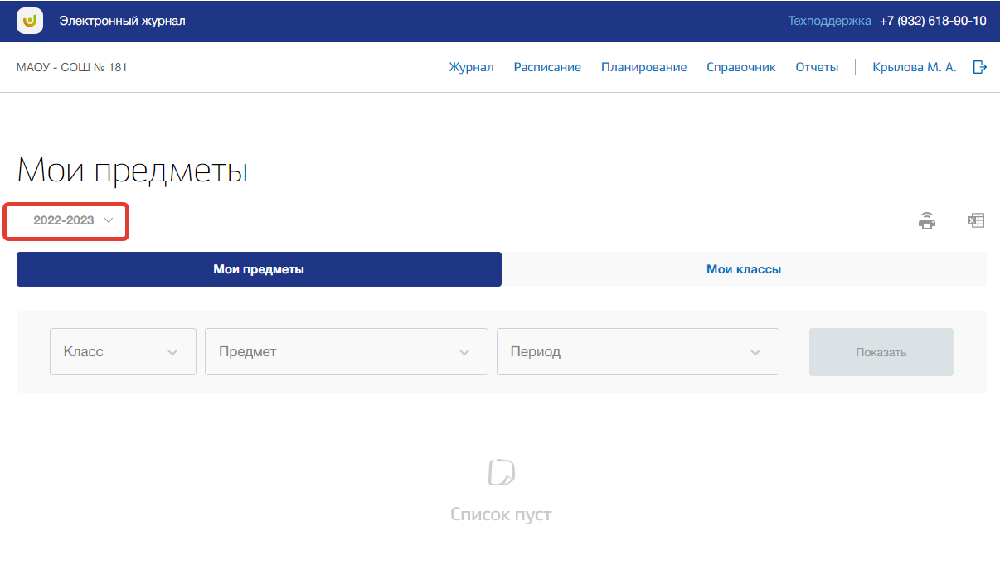 Электронный журнал
Техподдержка +7 (932) 618-90-10
МАОУ - СОШ № 181
Журнал Расписание Планирование Справочник Отчеты Крылова М. А.
Мои предметы
2022-2023
Мои предметы Мои классы
Класс Предмет Период Показать
Список пуст